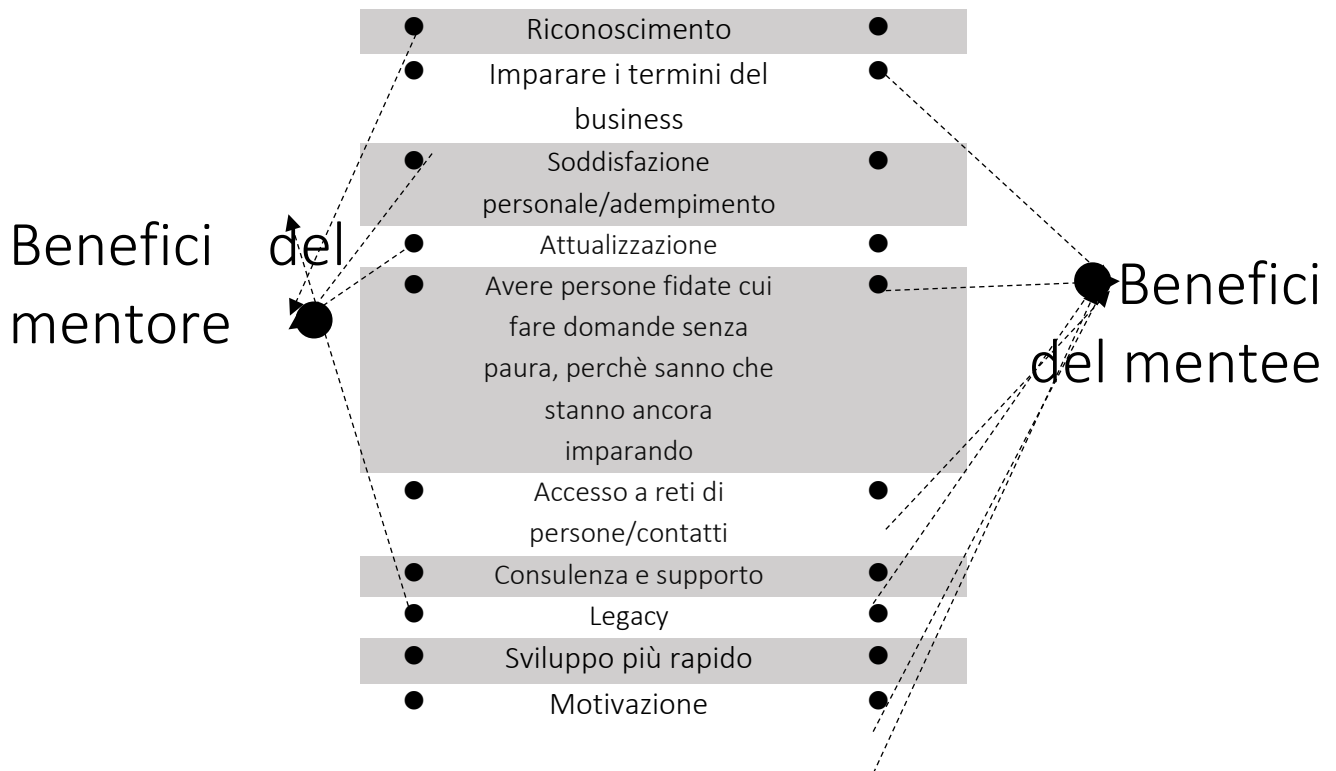 Riconoscimento
Imparare i termini del
business
Soddisfazione
personale/adempimento
Attualizzazione
Avere persone fidate cui
fare domande senza
paura, perchè sanno che
stanno ancora
imparando
Accesso a reti di
persone/contatti
Consulenza e supporto
Legacy
Sviluppo più rapido
Motivazione
Benefici del
mentore
Benefici
del mentee